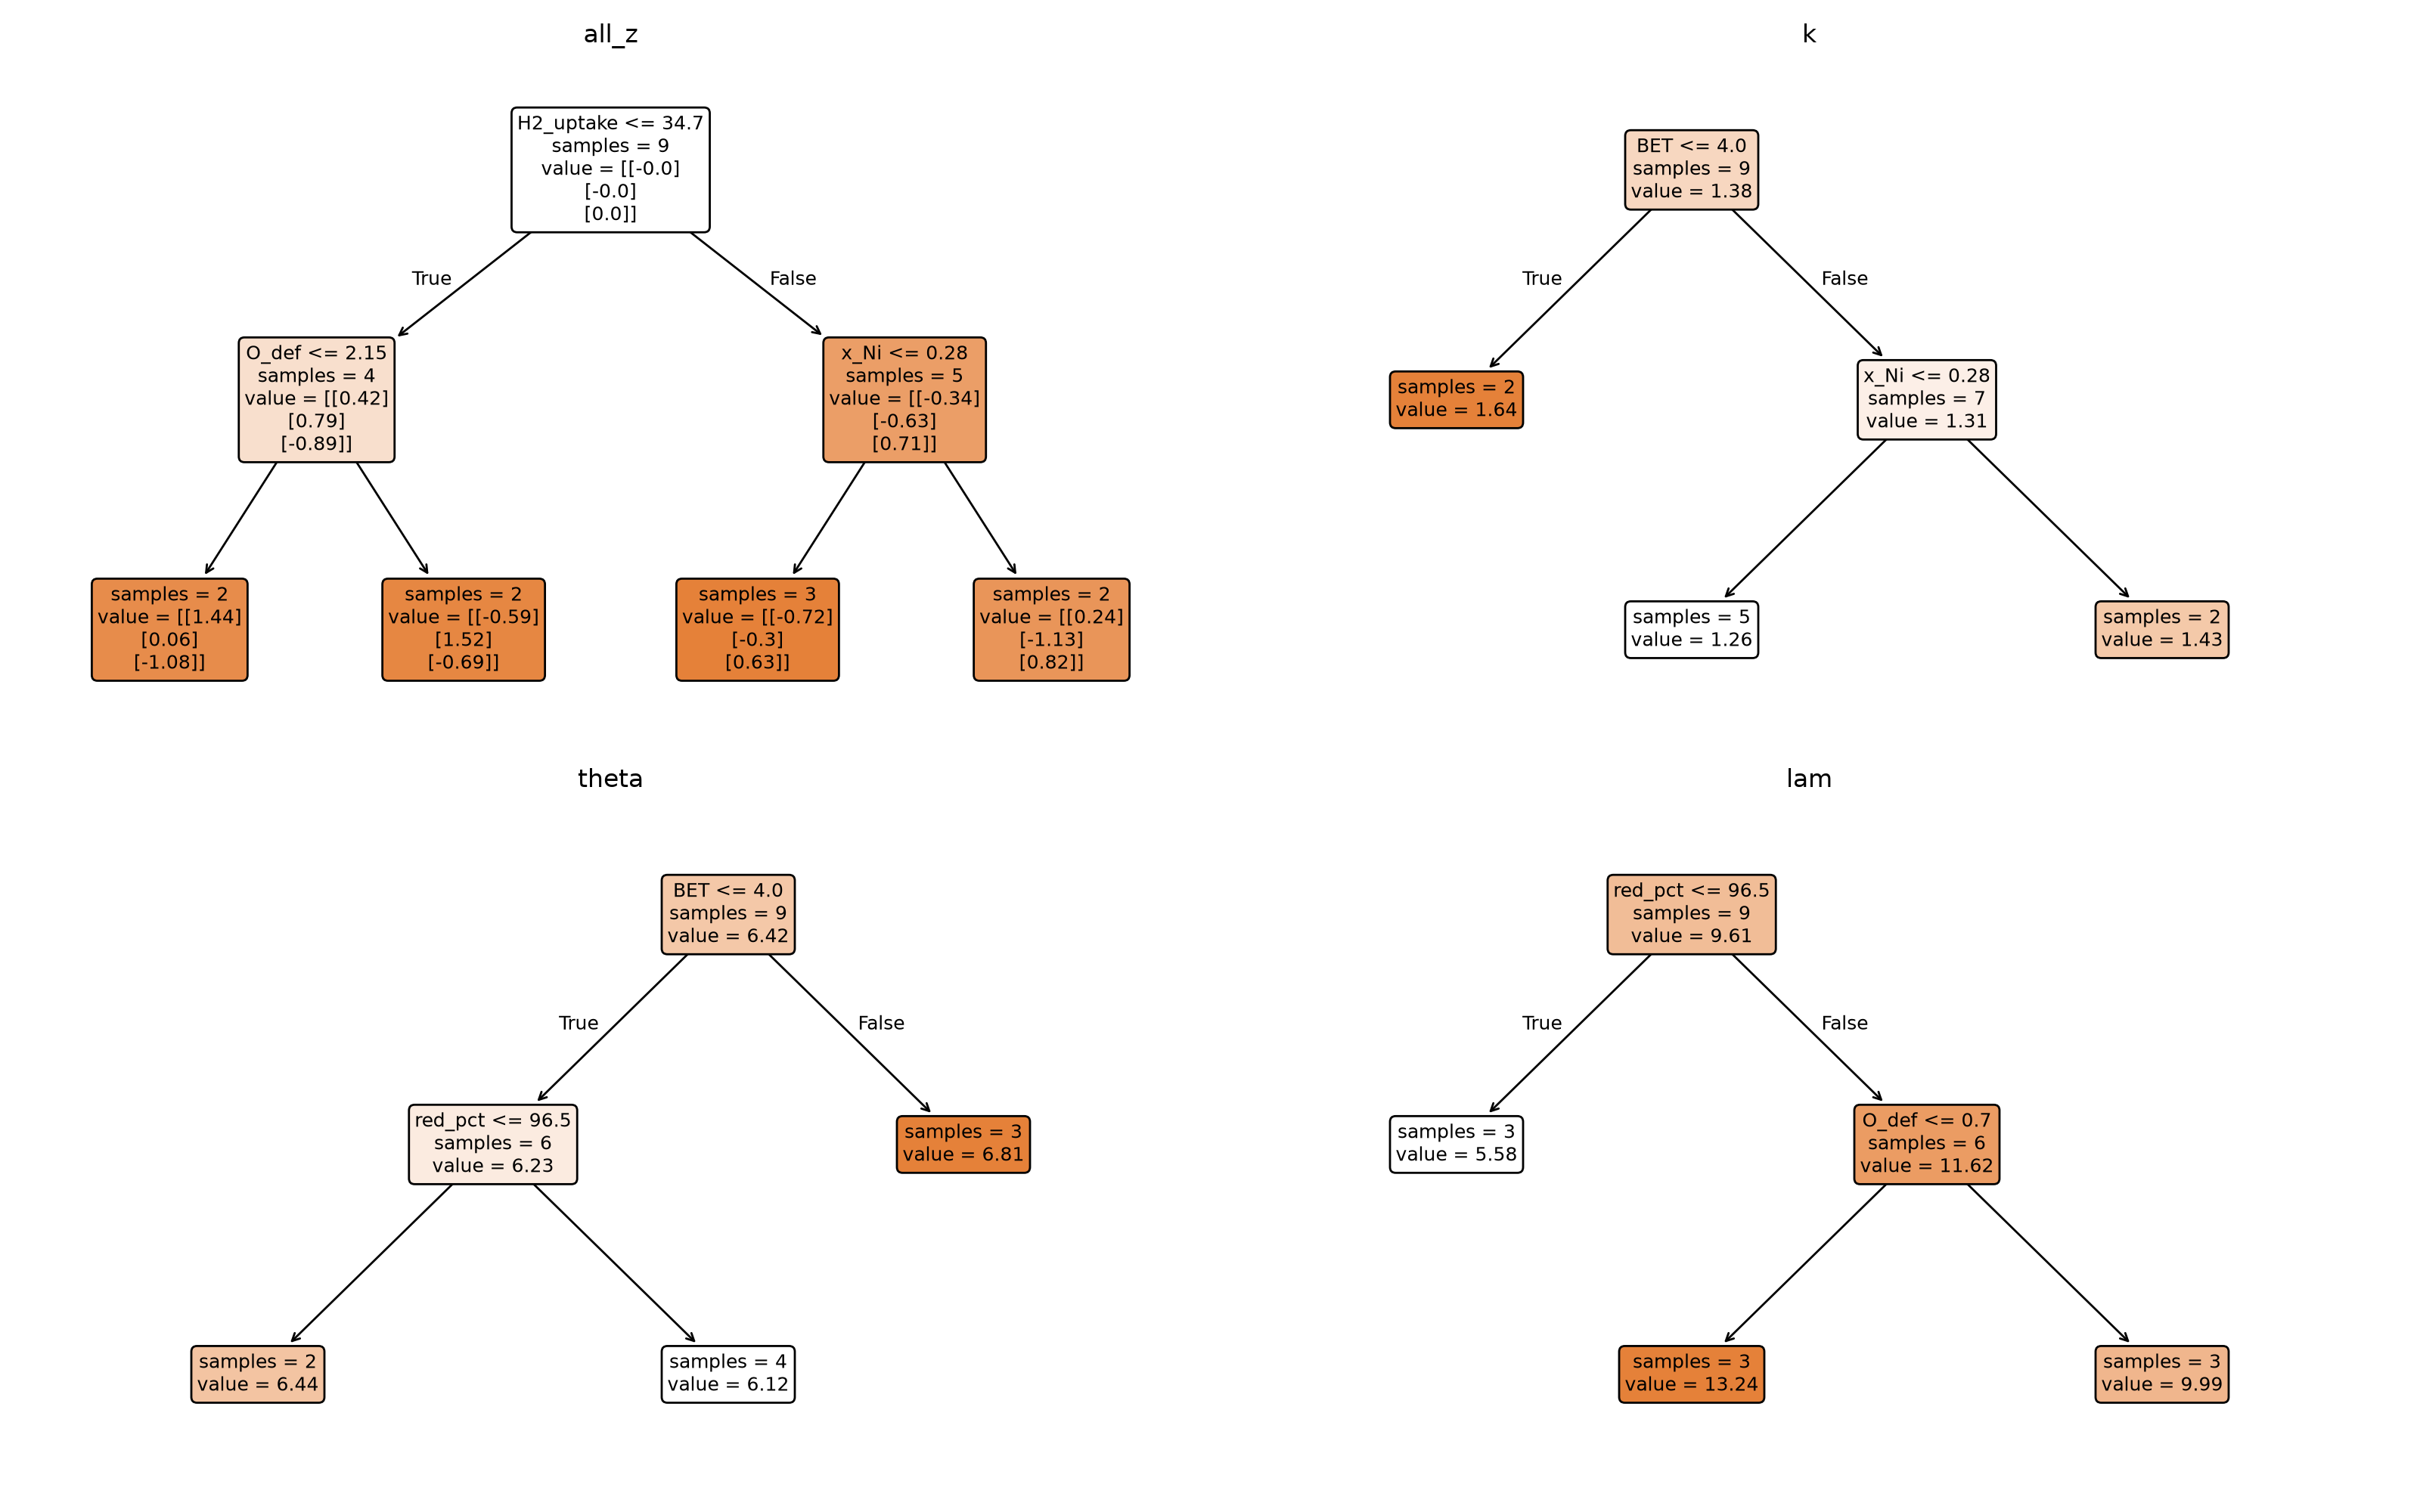 all_z
H2_uptake <= 34.7
samples = 9
value = [[-0.0]
[-0.0]
[0.0]]
True
False
O_def <= 2.15
samples = 4
value = [[0.42]
[0.79]
[-0.89]]
x_Ni <= 0.28
samples = 5
value = [[-0.34]
[-0.63]
[0.71]]
samples = 2
value = [[1.44]
[0.06]
[-1.08]]
samples = 2
value = [[-0.59]
[1.52]
[-0.69]]
samples = 3
value = [[-0.72]
[-0.3]
[0.63]]
samples = 2
value = [[0.24]
[-1.13]
[0.82]]
k
BET <= 4.0
samples = 9
value = 1.38
True
False
samples = 2
value = 1.64
x_Ni <= 0.28
samples = 7
value = 1.31
samples = 5
value = 1.26
samples = 2
value = 1.43
theta
BET <= 4.0
samples = 9
value = 6.42
True
False
red_pct <= 96.5
samples = 6
value = 6.23
samples = 3
value = 6.81
samples = 2
value = 6.44
samples = 4
value = 6.12
lam
red_pct <= 96.5
samples = 9
value = 9.61
True
False
samples = 3
value = 5.58
O_def <= 0.7
samples = 6
value = 11.62
samples = 3
value = 13.24
samples = 3
value = 9.99